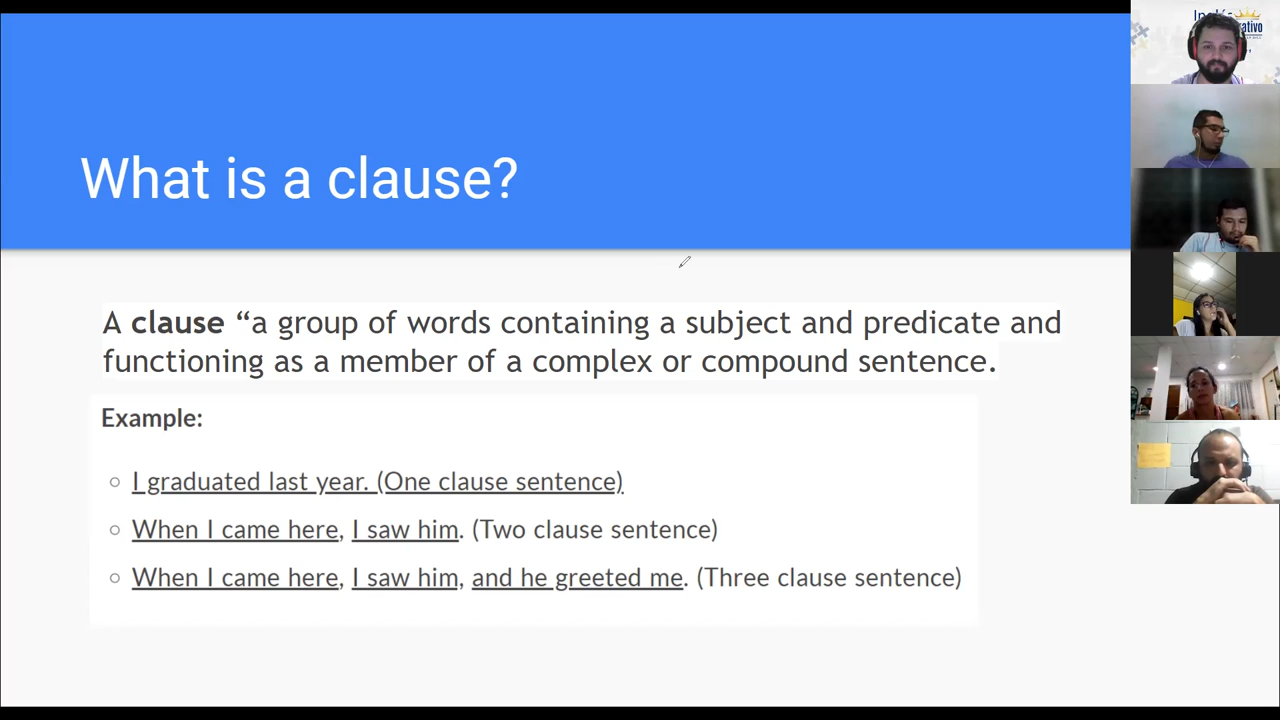 What is a clause?
A clause “a group of words containing a subject and predicate and
functioning as a member of a complex or compound sentence.
Example:
I graduated last year. (One clause sentence)
When I came here, I saw him. (Two clause sentence)
When I came here, I saw him, and he greeted me. (Three clause sentence)